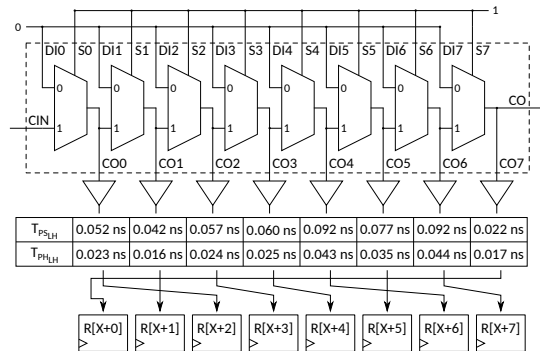 1
0
DI0 S0 DI1 S1 DI2 S2 DI3 S3 DI4 S4 DI5 S5 DI6 S6 DI7 S7
0 0 0 0 0 0 0 0
CIN 1 1 1 1 1 1 1 1 CO
CO0 CO1 CO2 CO3 CO4 CO5 CO6 CO7
TPSLH 0.052 ns 0.042 ns 0.057 ns 0.060 ns 0.092 ns 0.077 ns 0.092 ns 0.022 ns
TPHLH 0.023 ns 0.016 ns 0.024 ns 0.025 ns 0.043 ns 0.035 ns 0.044 ns 0.017 ns
R[X+0] R[X+1] R[X+2] R[X+3] R[X+4] R[X+5] R[X+6] R[X+7]